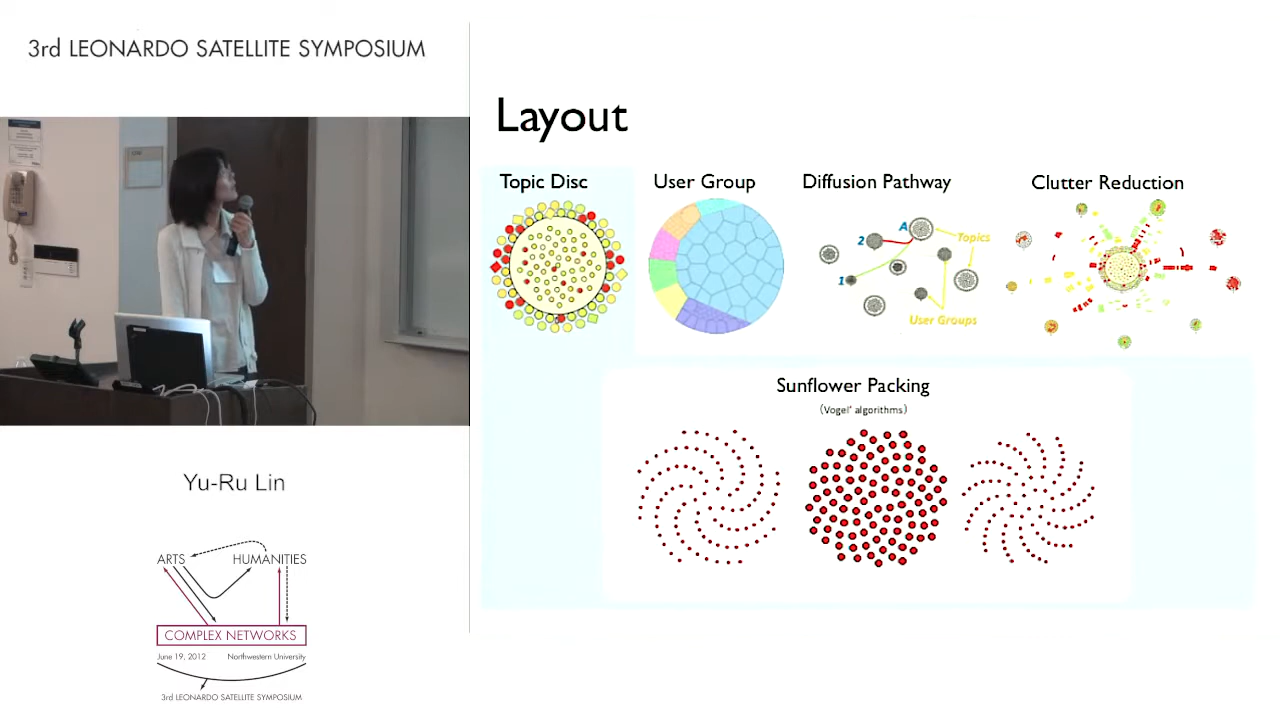 3rd LEONARDO SATELLITE SYMPOSIUM
Layout
Topic Disc
User Group
Diffusion Pathway
Clutter Reduction
A
2
Topics
1
User Groups
Sunflower Packing
(Vogel' algorithms)
Yu-Ru Lin
ARTS
HUMANITIES
COMPLEX NETWORKS
June 19, 2012 Northwestern University
3rd LEONARDO SATELLITE SYMPOSIUM